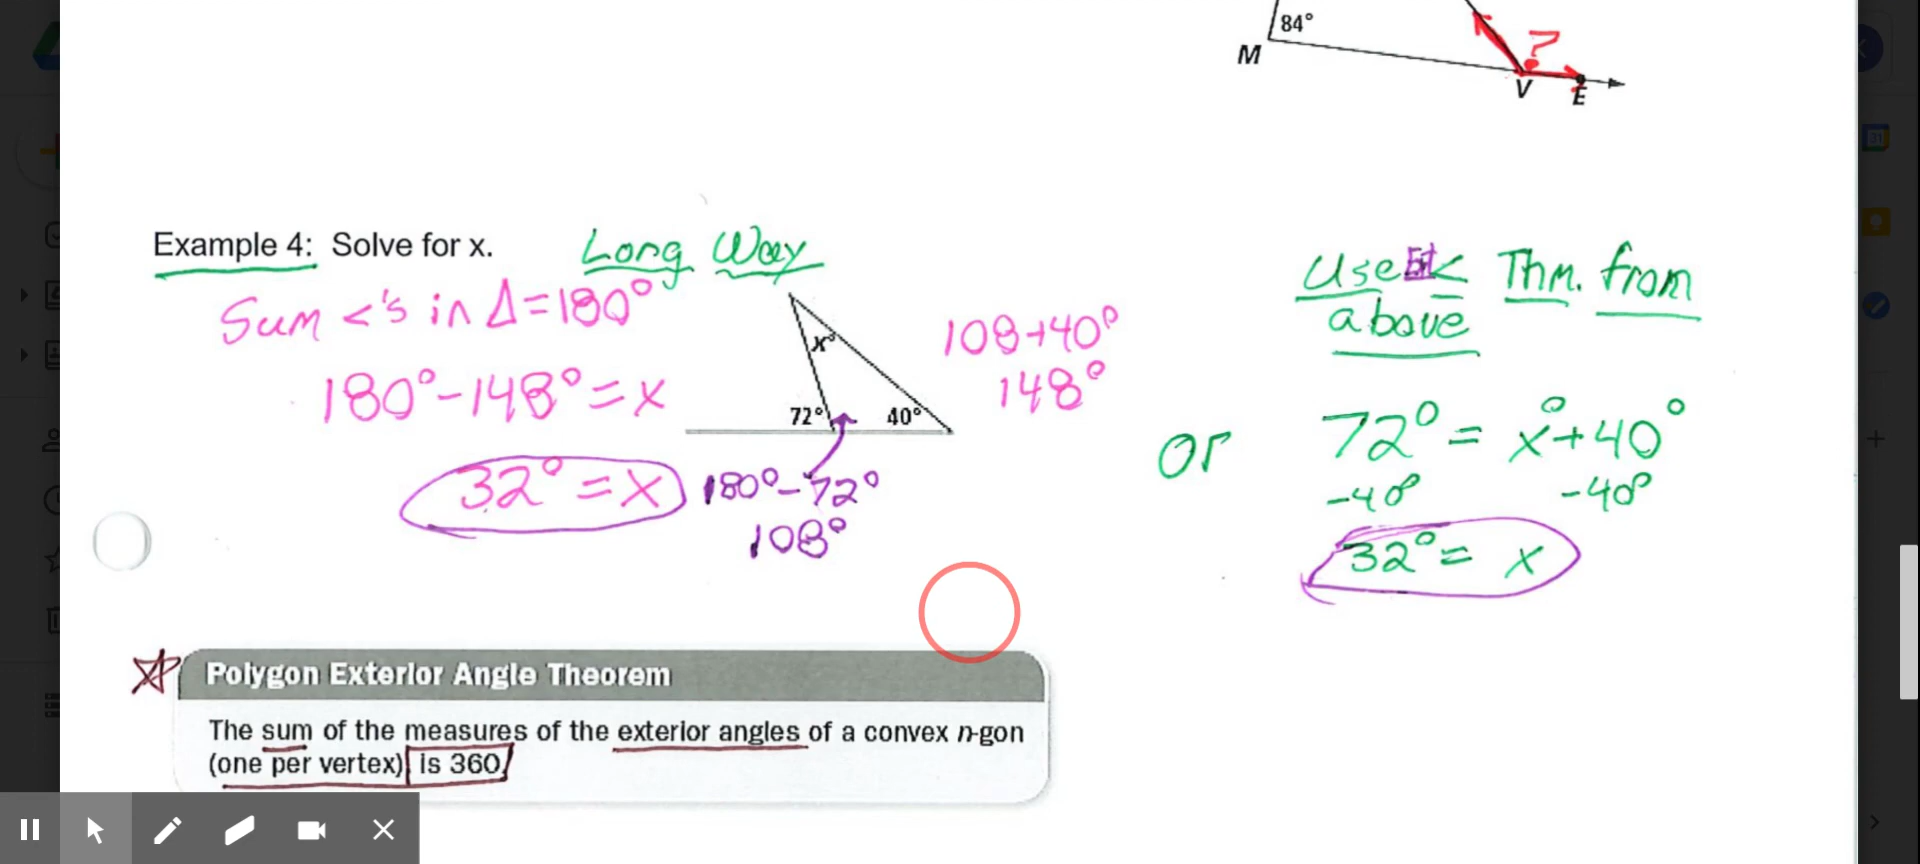 84°
M
?
V
E
Example 4: Solve for x.
Long Way
Sum <'s in Δ=180°
180°-148°=x
32°=x
x°
72°
40°
108+40°
148°
180°-72°
108°
or
Use Ext < Thm. from
above
72°= x°+40°
-40° -40°
32°= x
Polygon Exterior Angle Theorem
The sum of the measures of the exterior angles of a convex n-gon
(one per vertex) is 360.
31